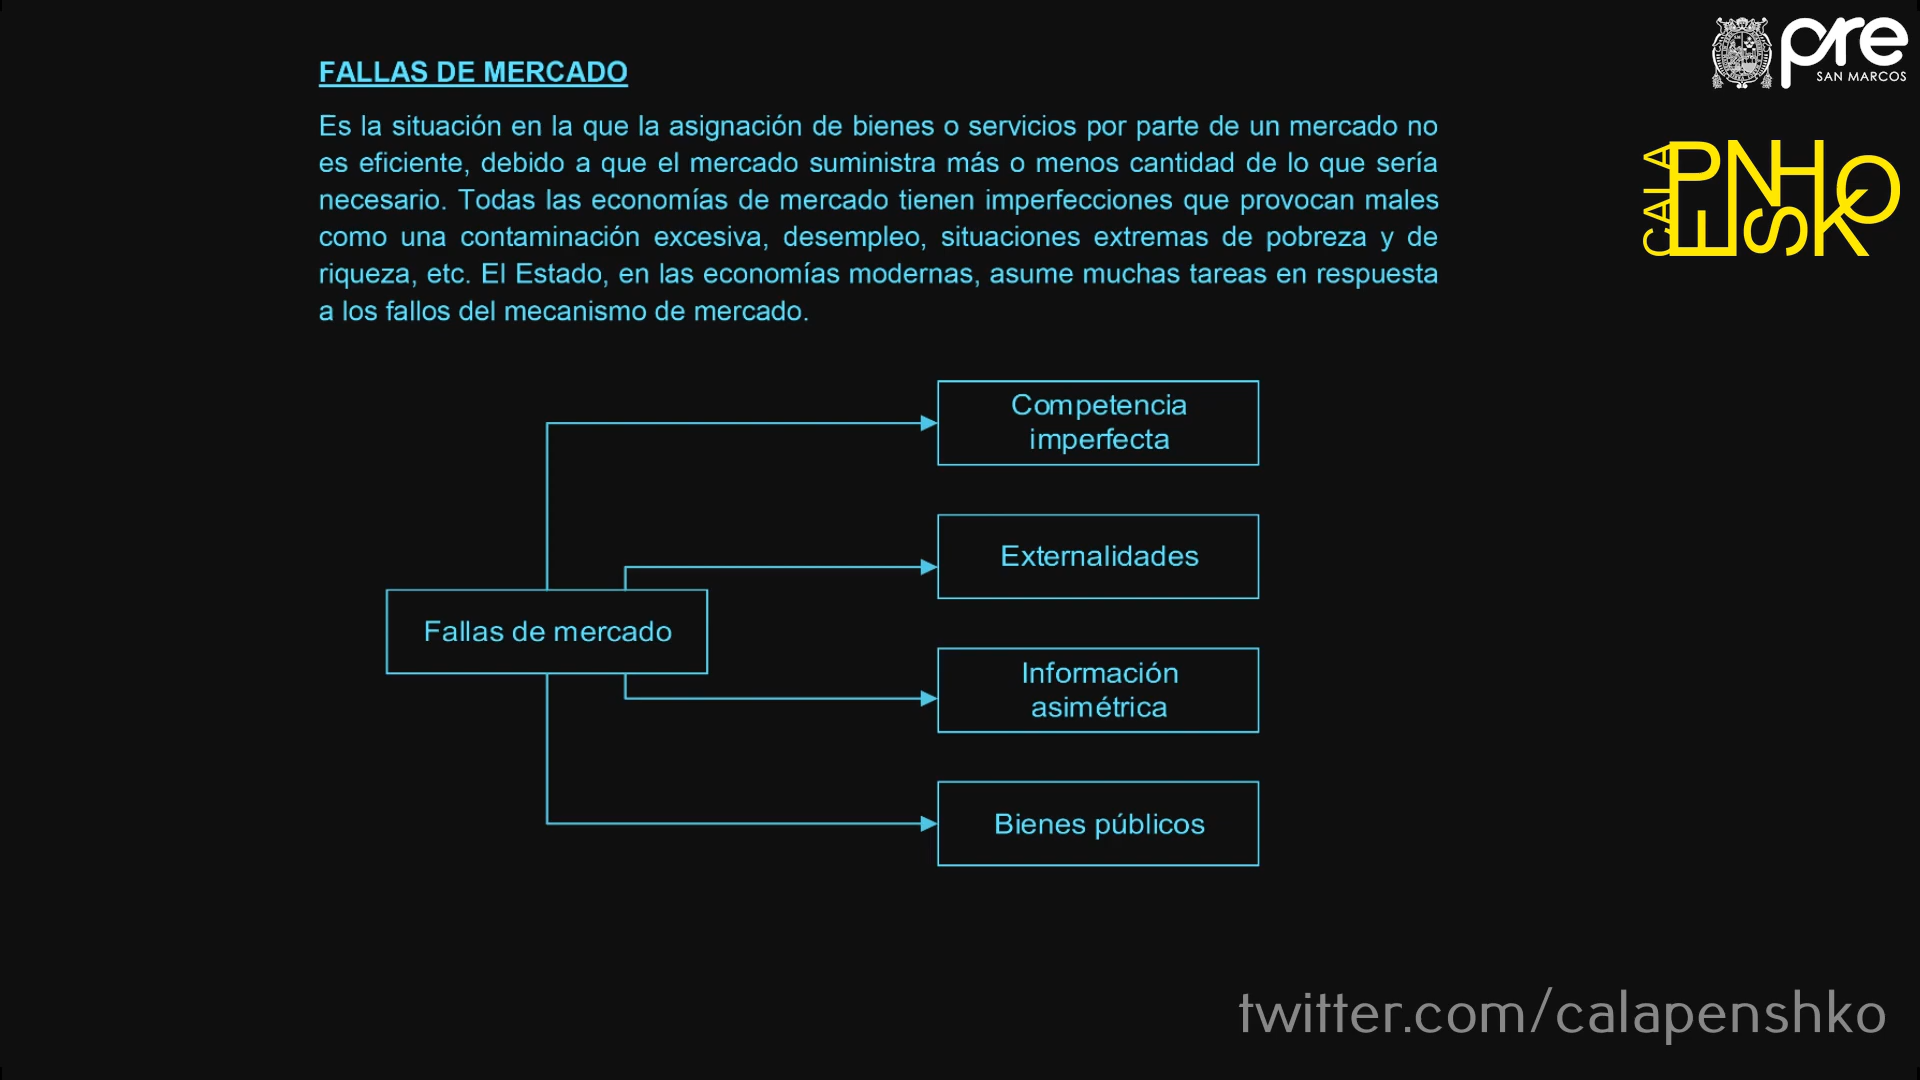 pre
SAN MARCOS
FALLAS DE MERCADO
Es la situación en la que la asignación de bienes o servicios por parte de un mercado no
es eficiente, debido a que el mercado suministra más o menos cantidad de lo que sería
necesario. Todas las economías de mercado tienen imperfecciones que provocan males
como una contaminación excesiva, desempleo, situaciones extremas de pobreza y de
riqueza, etc. El Estado, en las economías modernas, asume muchas tareas en respuesta
a los fallos del mecanismo de mercado.
CALA
PENSHKO
Competencia
imperfecta
Externalidades
Fallas de mercado
Información
asimétrica
Bienes públicos
twitter.com/calapenshko